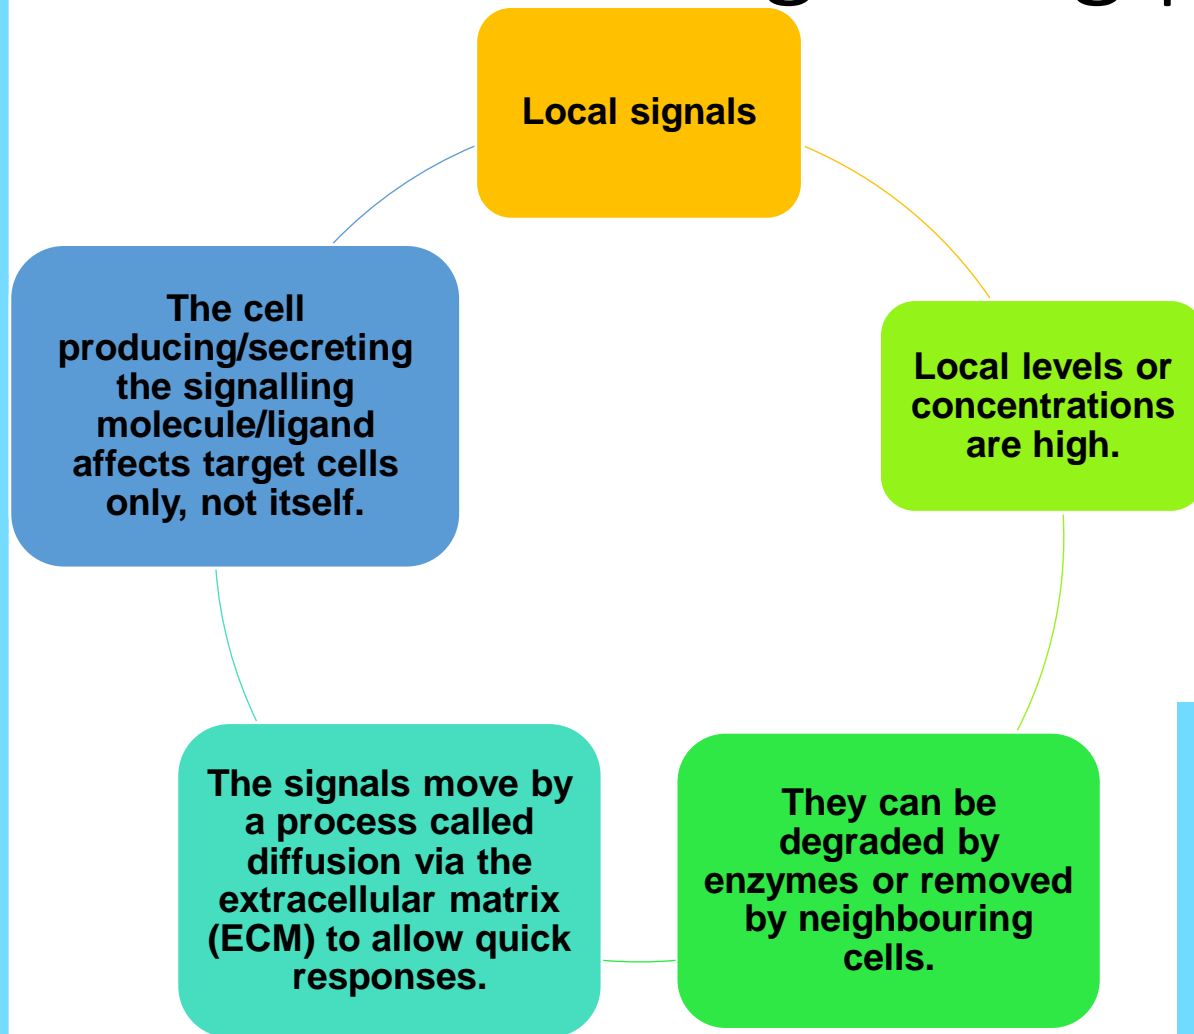 Local signals
Local levels or
concentrations
are high.
They can be
degraded by
enzymes or removed
by neighbouring
cells.
The signals move by
a process called
diffusion via the
extracellular matrix
(ECM) to allow quick
responses.
The cell
producing/secreting
the signalling
molecule/ligand
affects target cells
only, not itself.